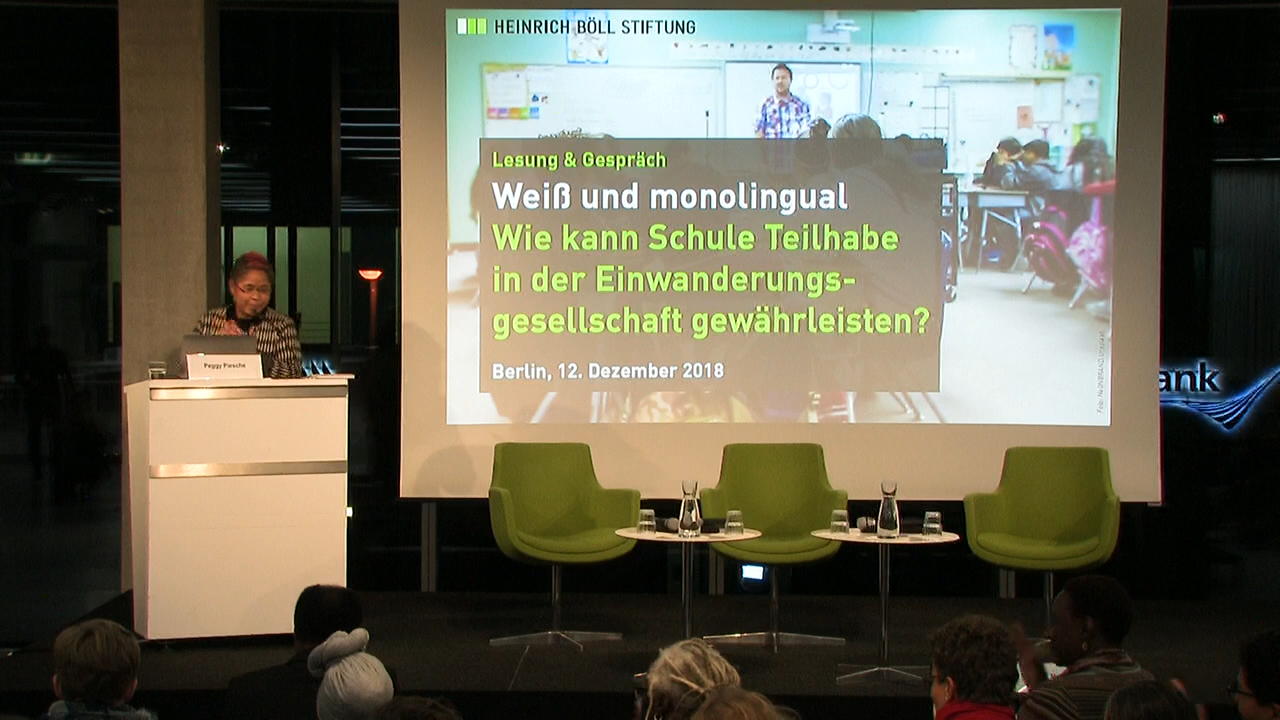 HEINRICH BÖLL STIFTUNG
Lesung & Gespräch
Weiß und monolingual
Wie kann Schule Teilhabe
in der Einwanderungs-
gesellschaft gewährleisten?
Berlin, 12. Dezember 2018
Peggy Piesche
ank